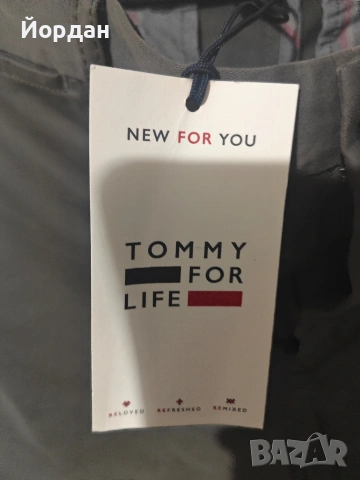 Йордан
NEW FOR YOU
TOMMY
FOR
LIFE
BELOVED REFRESHED REMIXED
BAZAR